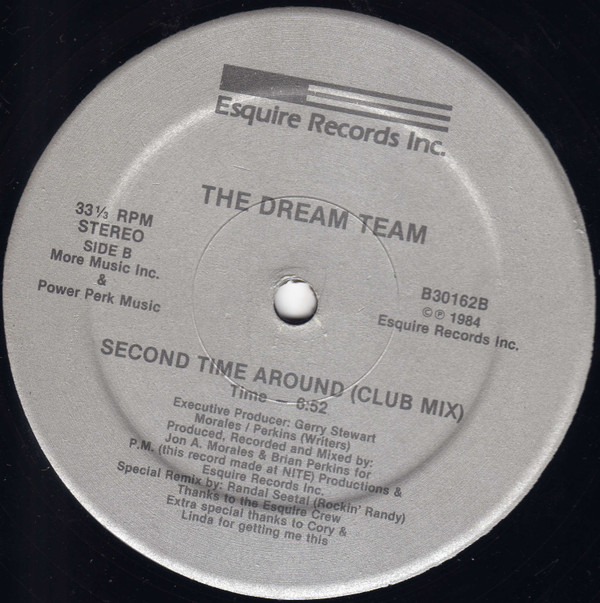 Esquire Records Inc.
THE DREAM TEAM
33⅓ RPM
STEREO
SIDE B
More Music Inc.
&
Power Perk Music
B30162B
©℗ 1984
Esquire Records Inc.
SECOND TIME AROUND (CLUB MIX)
Time — 6:52
Executive Producer: Gerry Stewart
Morales / Perkins (Writers)
Produced, Recorded and Mixed by:
Jon A. Morales & Brian Perkins for
P.M. (this record made at NITE) Productions &
Esquire Records Inc.
Special Remix by: Randal Seetal (Rockin' Randy)
Thanks to the Esquire Crew
Extra special thanks to Cory &
Linda for getting me this